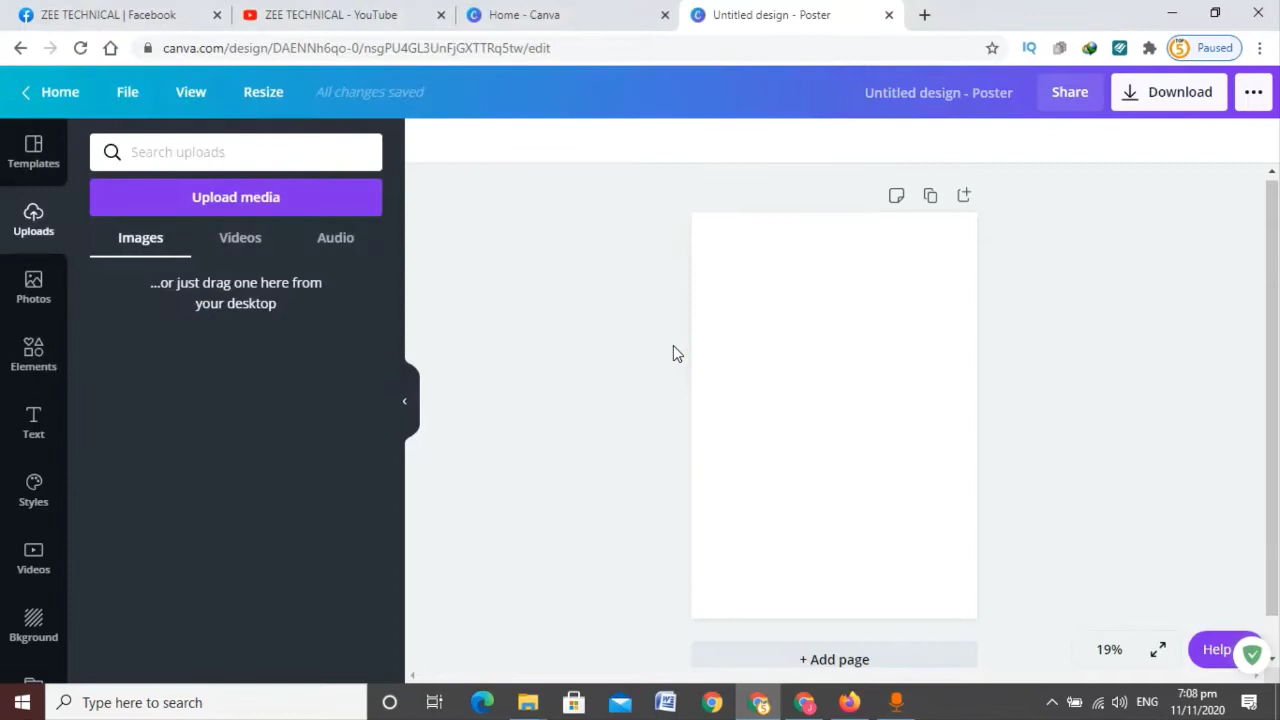 ZEE TECHNICAL | Facebook
ZEE TECHNICAL - YouTube
Home - Canva
Untitled design - Poster
canva.com/design/DAENNh6qo-0/nsgPU4GL3UnFjGXTTRq5tw/edit
IQ
TOP 5
Paused
Home
File
View
Resize
All changes saved
Untitled design - Poster
Share
Download
Templates
Uploads
Photos
Elements
Text
Styles
Videos
Bkground
Search uploads
Upload media
Images
Videos
Audio
...or just drag one here from
your desktop
+ Add page
19%
Help
Type here to search
ENG
7:08 pm
11/11/2020